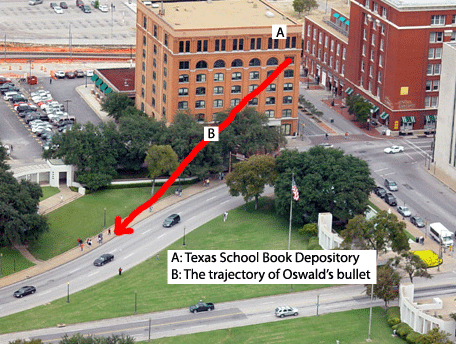 A
B
A: Texas School Book Depository
B: The trajectory of Oswald's bullet